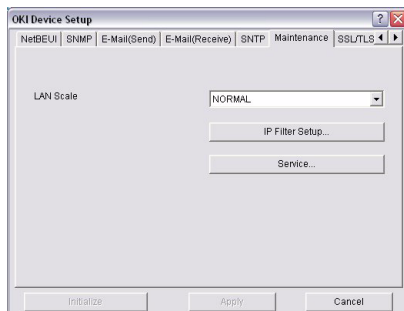 OKI Device Setup
NetBEUI SNMP E-Mail(Send) E-Mail(Receive) SNTP Maintenance SSL/TLS
LAN Scale NORMAL
IP Filter Setup...
Service...
Initialize Apply Cancel